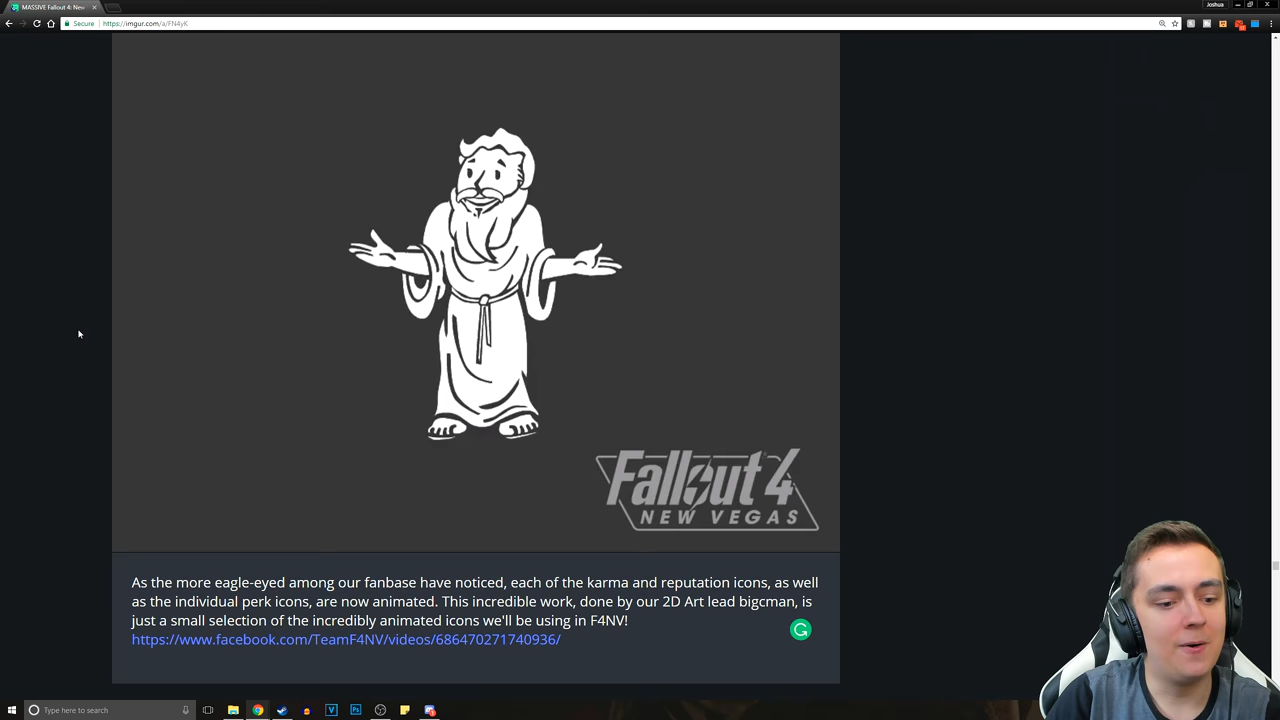 MASSIVE Fallout 4: New
Joshua
Secure
https://imgur.com/a/FN4yK
Fallout 4
NEW VEGAS
As the more eagle-eyed among our fanbase have noticed, each of the karma and reputation icons, as well
as the individual perk icons, are now animated. This incredible work, done by our 2D Art lead bigcman, is
just a small selection of the incredibly animated icons we'll be using in F4NV!
https://www.facebook.com/TeamF4NV/videos/686470271740936/
Type here to search